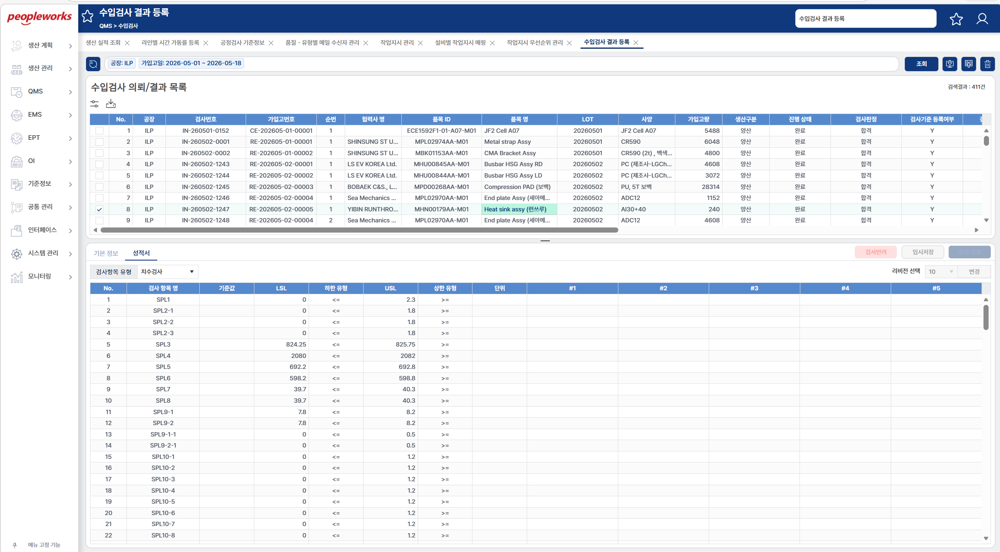 peopleworks
수입검사 결과 등록
QMS > 수입검사
수입검사 결과 등록
생산 계획
생산 관리
QMS
EMS
EPT
OI
기준정보
공통 관리
인터페이스
시스템 관리
모니터링
메뉴 고정 기능
생산 실적 조회 라인별 시간 가동률 등록 공정검사 기준정보 품질 - 유형별 메일 수신자 관리 작업지시 관리 설비별 작업지시 매핑 작업지시 우선순위 관리 수입검사 결과 등록
공장: ILP 가입고일: 2026-05-01 ~ 2026-05-18 조회
수입검사 의뢰/결과 목록 검색결과 : 411건
No. 공장 검사번호 가입고번호 순번 협력사 명 품목 ID 품목 명 LOT 사양 가입고량 생산구분 진행 상태 검사판정 검사기준 등록여부
1 ILP IN-260501-0152 CE-202605-01-00001 1 ECE1592F1-01-A07-M01 JF2 Cell A07 20260501 JF2 Cell A07 5488 양산 완료 합격 Y
2 ILP IN-260502-0001 RE-202605-01-00001 1 SHINSUNG ST U... MPL02974AA-M01 Metal strap Assy 20260501 CR590 6048 양산 완료 합격 Y
3 ILP IN-260502-0002 RE-202605-01-00002 1 SHINSUNG ST U... MBK01153AA-M01 CMA Bracket Assy 20260501 CR590 (2t) , 백색... 4800 양산 완료 합격 Y
4 ILP IN-260502-1243 RE-202605-02-00001 1 LS EV KOREA Ltd. MHU00845AA-M01 Busbar HSG Assy RD 20260502 PC (제조사-LGCh... 4608 양산 완료 합격 Y
5 ILP IN-260502-1244 RE-202605-02-00002 1 LS EV KOREA Ltd. MHU00844AA-M01 Busbar HSG Assy LD 20260502 PC (제조사-LGCh... 3072 양산 완료 합격 Y
6 ILP IN-260502-1245 RE-202605-02-00003 1 BOBAEK C&S., L... MPD00268AA-M01 Compression PAD (보백) 20260502 PU, 5T 보백 28314 양산 완료 합격 Y
7 ILP IN-260502-1246 RE-202605-02-00004 1 Sea Mechanics ... MPL02970AA-M01 End plate Assy (세아메... 20260502 ADC12 1152 양산 완료 합격 Y
8 ILP IN-260502-1247 RE-202605-02-00005 1 YIBIN RUNTHRO... MHN00179AA-M01 Heat sink assy (런쓰루) 20260502 Al30+40 240 양산 완료 합격 Y
9 ILP IN-260502-1248 RE-202605-02-00004 2 Sea Mechanics ... MPL02970AA-M01 End plate Assy (세아메... 20260502 ADC12 4608 양산 완료 합격 Y
기본 정보 성적서 검사반려 임시저장 승인 요청
검사항목 유형 치수검사 리비전 선택 10 변경
No. 검사 항목 명 기준값 LSL 하한 유형 USL 상한 유형 단위 #1 #2 #3 #4 #5
1 SPL1 0 <= 2.3 >=
2 SPL2-1 0 <= 1.8 >=
3 SPL2-2 0 <= 1.8 >=
4 SPL2-3 0 <= 1.8 >=
5 SPL3 824.25 <= 825.75 >=
6 SPL4 2080 <= 2082 >=
7 SPL5 692.2 <= 692.8 >=
8 SPL6 598.2 <= 598.8 >=
9 SPL7 39.7 <= 40.3 >=
10 SPL8 39.7 <= 40.3 >=
11 SPL9-1 7.8 <= 8.2 >=
12 SPL9-2 7.8 <= 8.2 >=
13 SPL9-1-1 0 <= 0.5 >=
14 SPL9-2-1 0 <= 0.5 >=
15 SPL10-1 0 <= 1.2 >=
16 SPL10-2 0 <= 1.2 >=
17 SPL10-3 0 <= 1.2 >=
18 SPL10-4 0 <= 1.2 >=
19 SPL10-5 0 <= 1.2 >=
20 SPL10-6 0 <= 1.2 >=
21 SPL10-7 0 <= 1.2 >=
22 SPL10-8 0 <= 1.2 >=